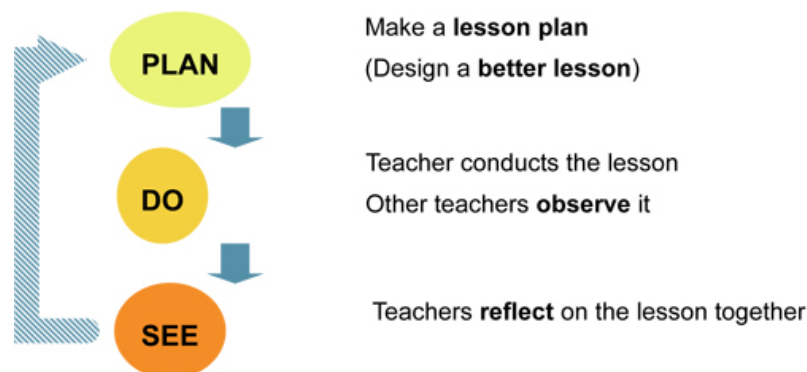 PLAN
Make a lesson plan
(Design a better lesson)
DO
Teacher conducts the lesson
Other teachers observe it
SEE
Teachers reflect on the lesson together